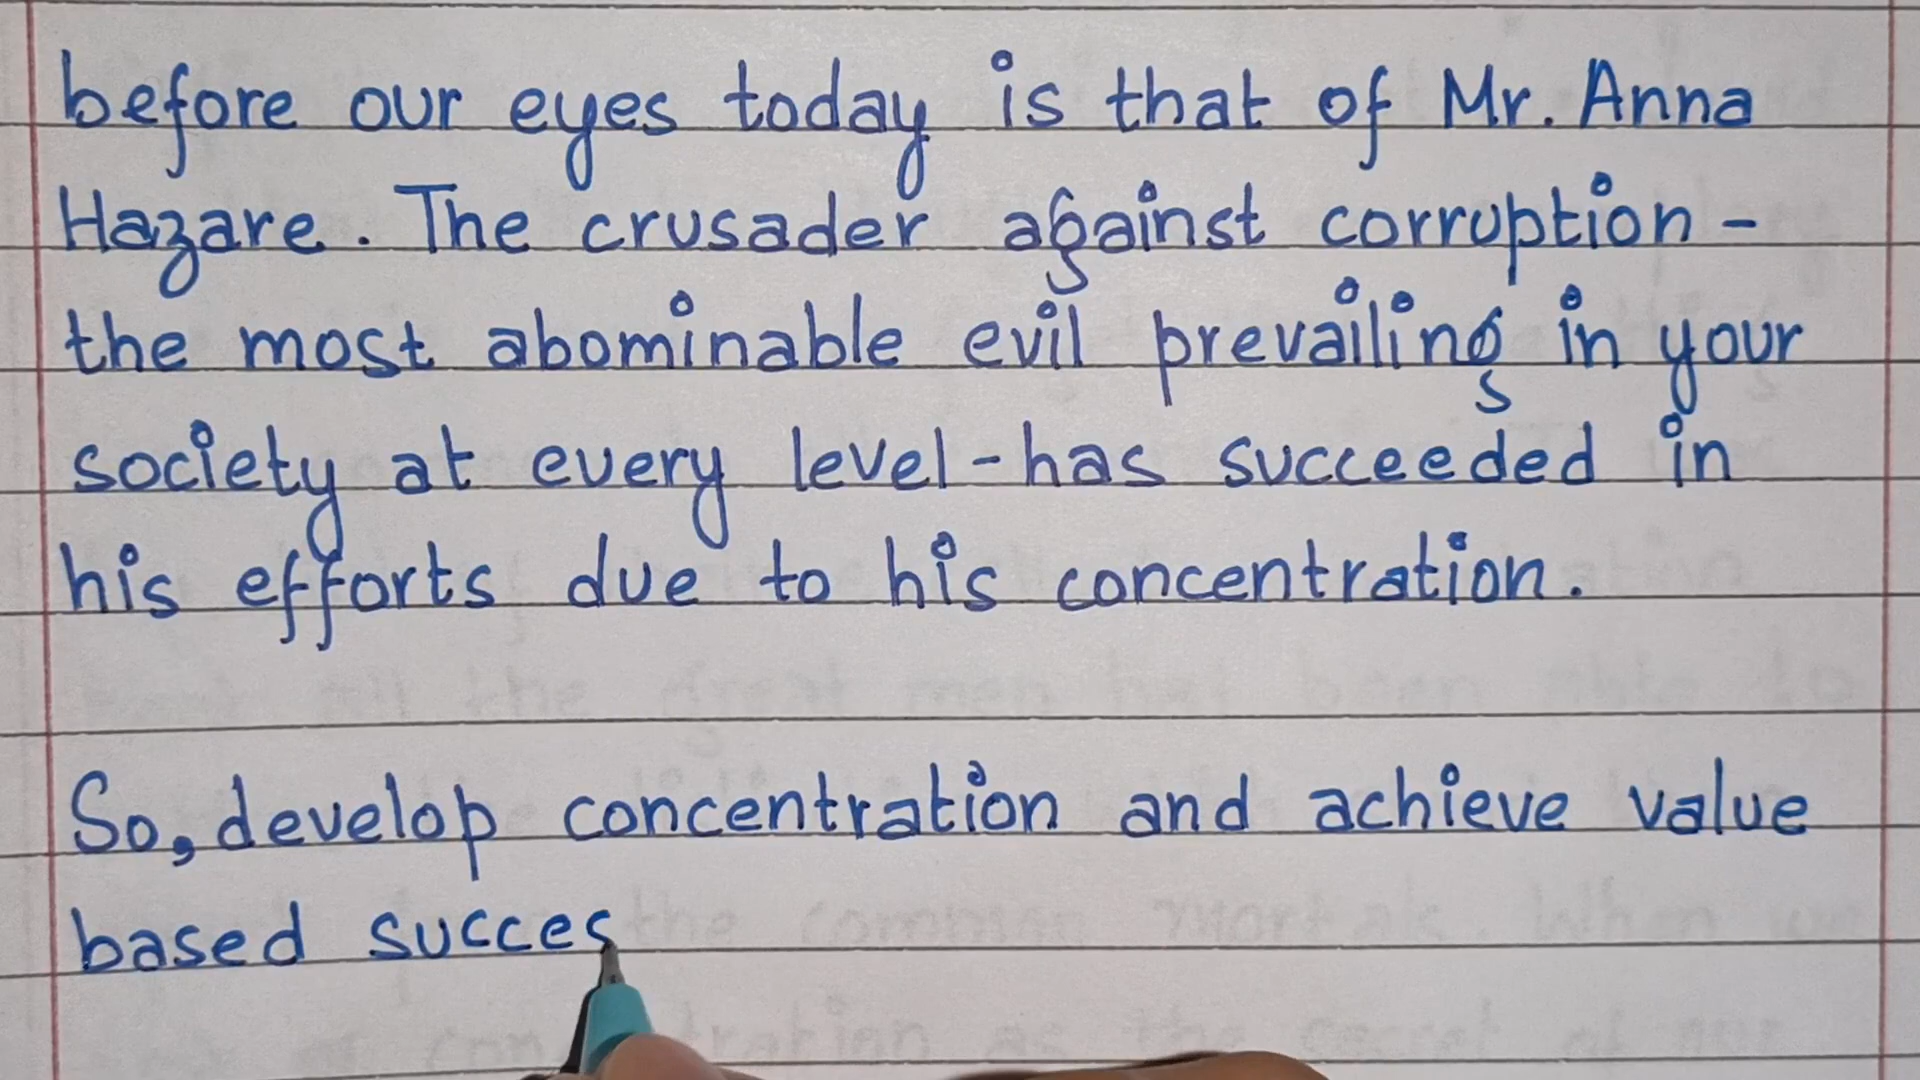 before our eyes today is that of Mr. Anna
Hazare. The crusader against corruption -
the most abominable evil prevailing in your
society at every level - has succeeded in
his efforts due to his concentration.
So, develop concentration and achieve value
based succes